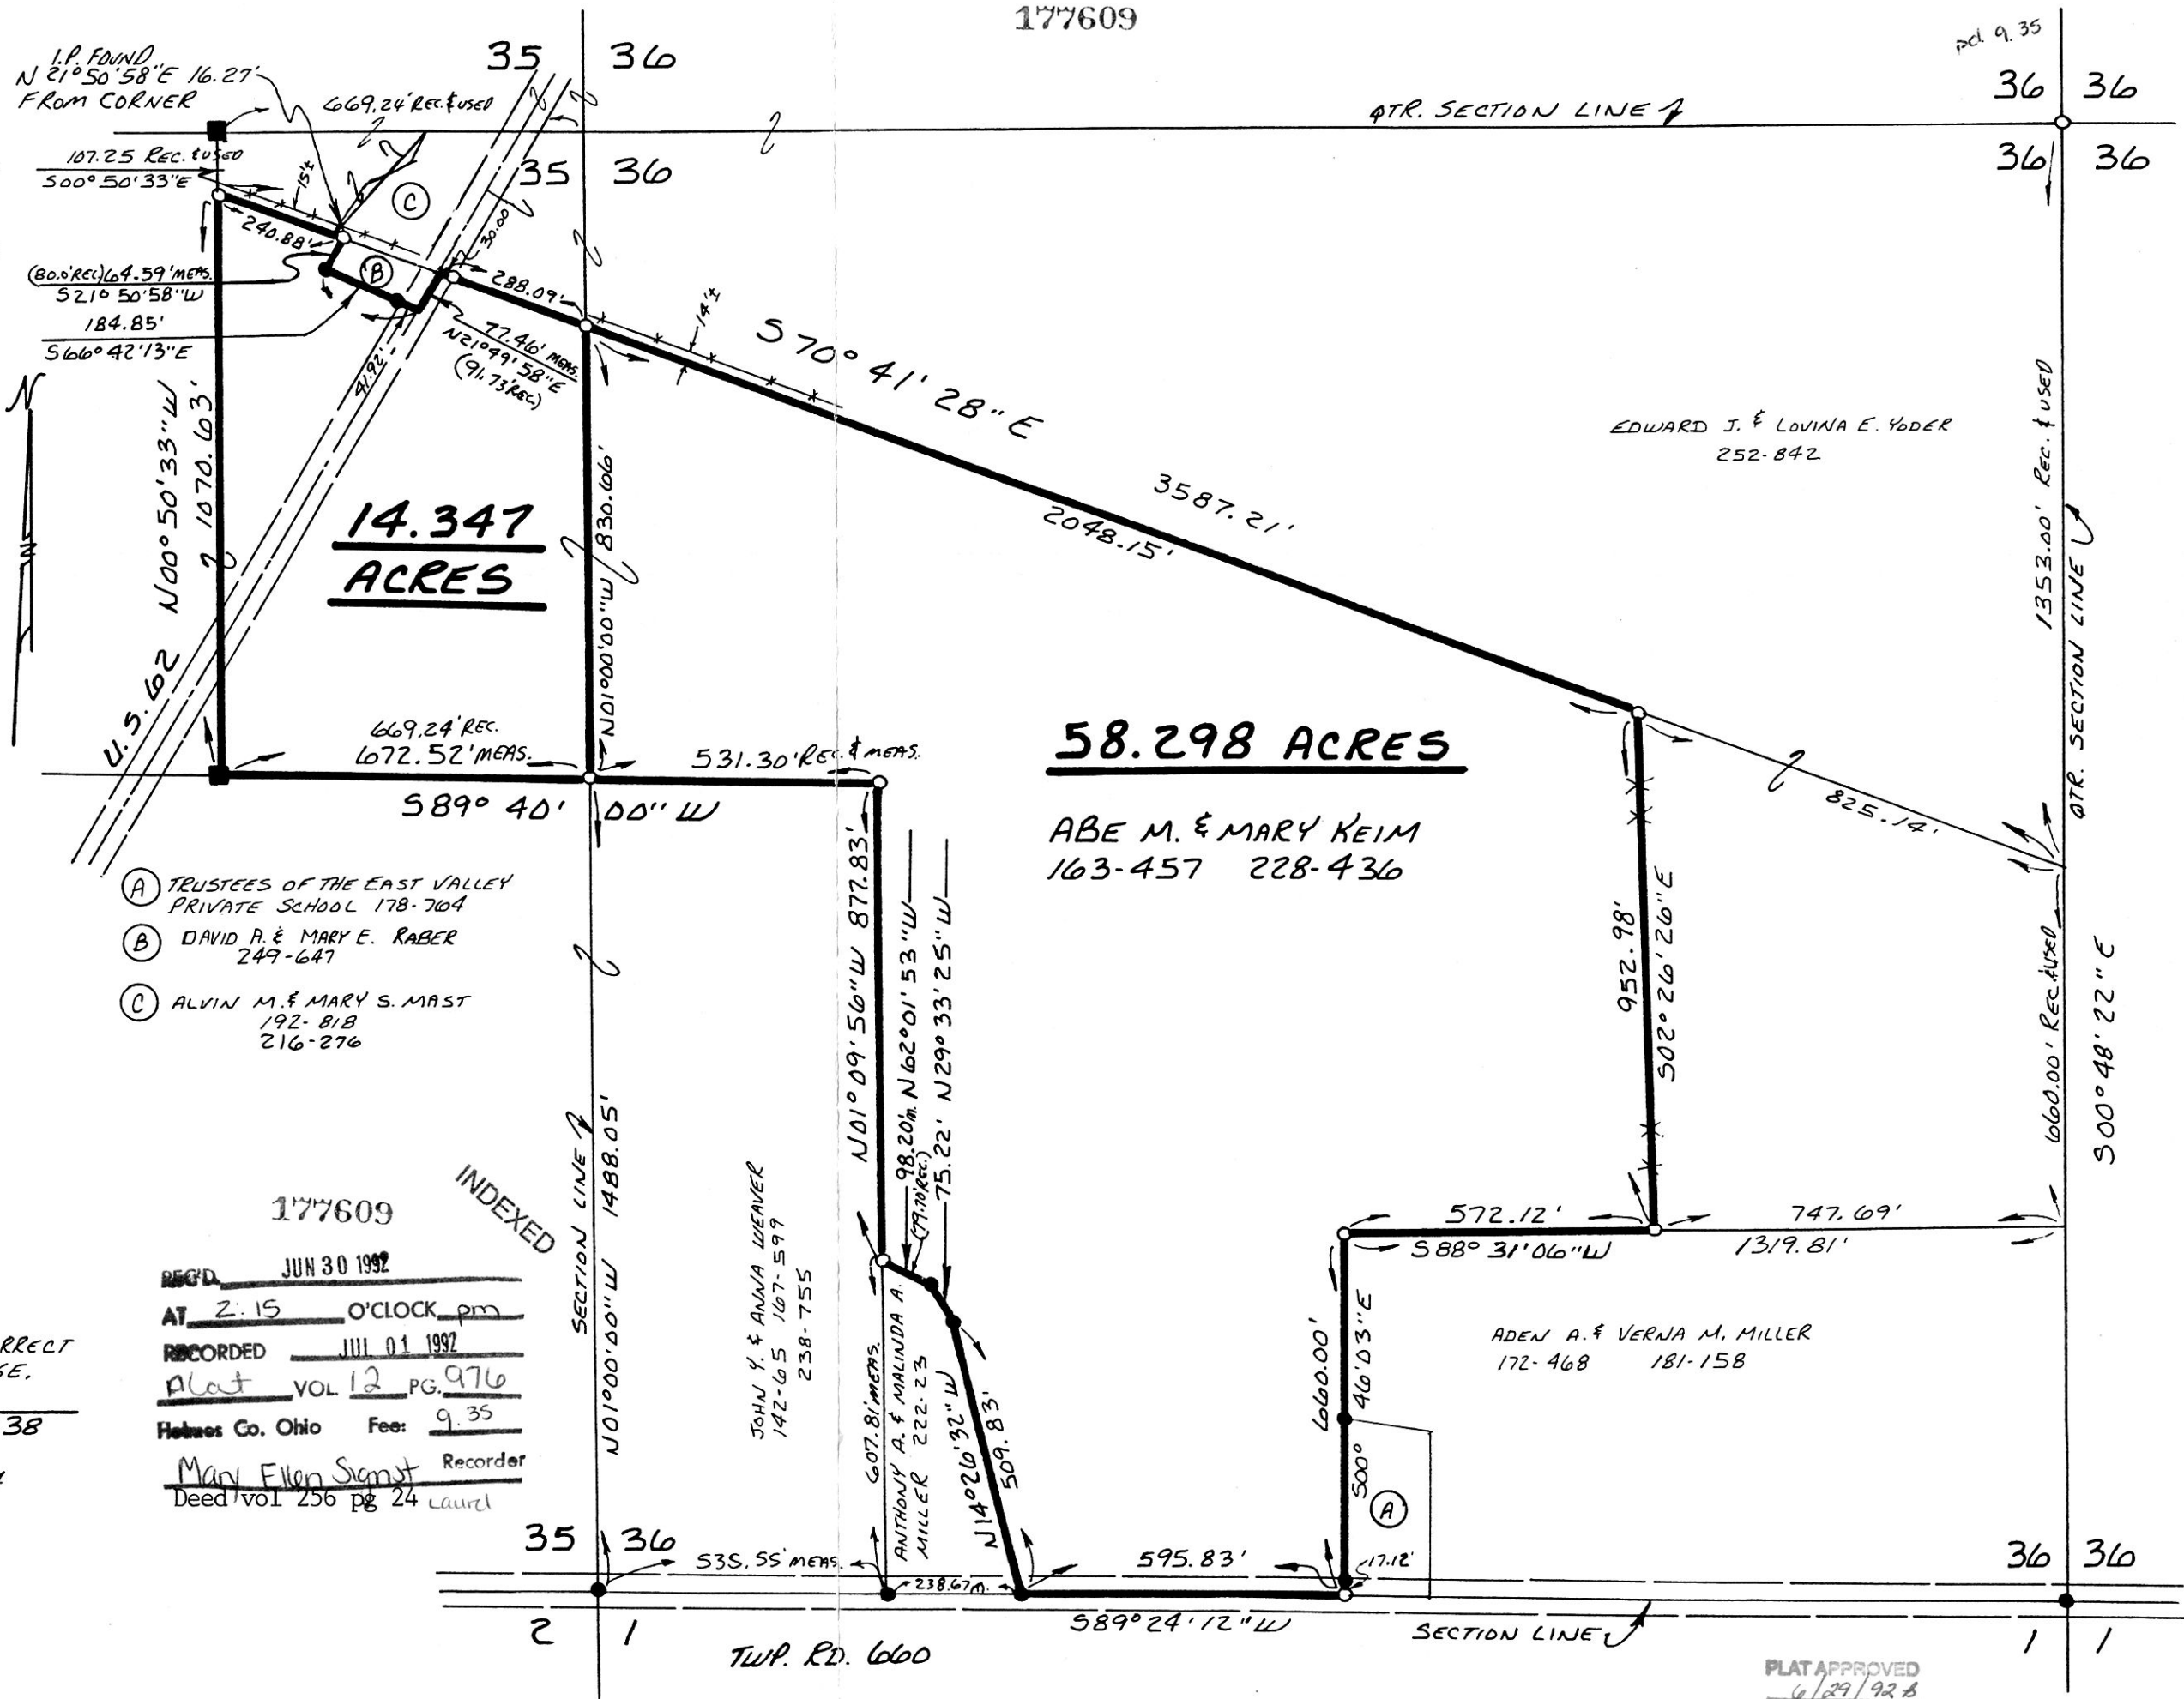 177609
pd. 9.35
I.P. FOUND
N 21°50'58"E 16.27'
FROM CORNER
35 36
36 36
669.24' REC. & USED
QTR. SECTION LINE
107.25 REC. & USED
S00°50'33"E
15'±
35 36
36 36
C
30.00
240.88'
(80.0'REC.) 64.59' MEAS.
S21°50'58"W
B
288.09'
184.85'
S66°42'13"E
77.46' MEAS.
N21°49'58"E
(91.73'REC.)
41.92'
14'±
S 70° 41' 28" E
3587.21'
2048.15'
N
N00°50'33"W
1070.63'
EDWARD J. & LOVINA E. YODER
252-842
1353.00' REC. & USED
QTR. SECTION LINE
14.347
ACRES
N01°00'00"W 830.66'
U.S. 62
669.24' REC.
672.52' MEAS.
531.30' REC. & MEAS.
S89° 40' 00" W
58.298 ACRES
ABE M. & MARY KEIM
163-457 228-436
825.14'
A TRUSTEES OF THE EAST VALLEY
PRIVATE SCHOOL 178-764
B DAVID A. & MARY E. RABER
249-647
C ALVIN M. & MARY S. MAST
192-818
216-276
N01°09'56"W 877.83'
98.20'm. N62°01'53"W
(79.70'REC.)
75.22' N29°33'25"W
952.98'
S02°26'26"E
660.00' REC. & USED
S00°48'22"E
SECTION LINE
N01°00'00"W 1488.05'
JOHN Y. & ANNA WEAVER
142-65 167-599
238-755
607.81' MEAS.
ANTHONY A. & MALINDA A.
MILLER 222-23
N14°26'32"W
509.83'
572.12'
S88°31'06"W
747.69'
1319.81'
660.00'
S00° 46'03"E
A
17.12'
ADEN A. & VERNA M. MILLER
172-468 181-158
177609
INDEXED
REC'D. JUN 30 1992
AT 2:15 O'CLOCK pm
RECORDED JUL 01 1992
Plat VOL. 12 PG. 976
Holmes Co. Ohio Fee: 9.35
Mary Ellen Signst Recorder
Deed vol 256 pg 24 Laurel
RRECT
SE.
38
35 36
535.55' MEAS.
238.67'm.
595.83'
36 36
2 1
S89°24'12"W
SECTION LINE
1 1
TWP. RD. 660
PLAT APPROVED
6/29/92